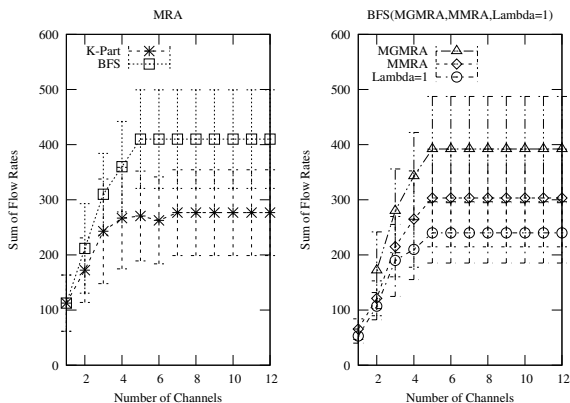 MRA
600
500
400
300
200
100
0
K-Part
BFS
Sum of Flow Rates
2 4 6 8 10 12
Number of Channels
BFS(MGMRA,MMRA,Lambda=1)
600
500
400
300
200
100
0
MGMRA
MMRA
Lambda=1
Sum of Flow Rates
2 4 6 8 10 12
Number of Channels